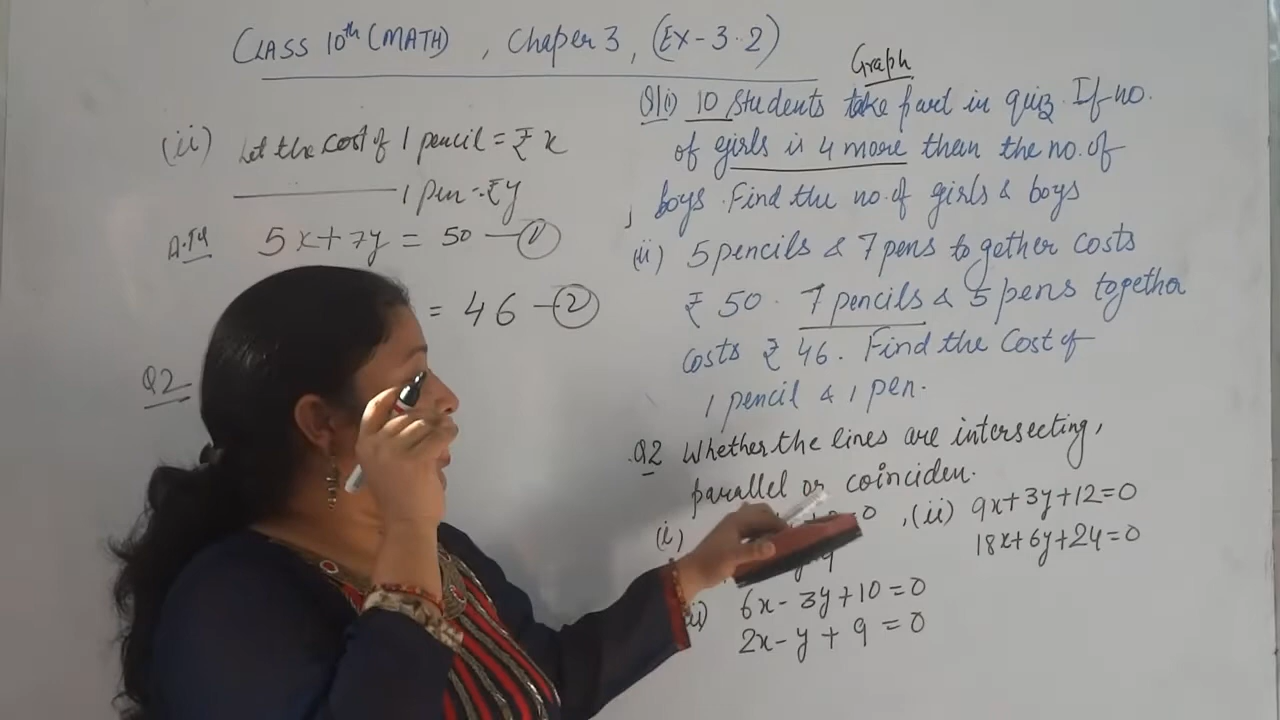 CLASS 10th (MATH) , Chaper 3 , (EX-3.2)
Graph
(ii) Let the cost of 1 pencil = ₹ x
1 pen = ₹ y
5x + 7y = 50 — ①
= 46 — ②
Q2
Q1(i) 10 Students take part in quiz. If no.
of girls is 4 more than the no. of
boys. Find the no. of girls & boys
(ii) 5 pencils & 7 pens together costs
₹ 50. 7 pencils & 5 pens together
costs ₹ 46. Find the Cost of
1 pencil & 1 pen.
Q2 Whether the lines are intersecting,
parallel or coinciden.
(i) =0 , (ii) 9x+3y+12=0
18x+6y+24=0
6x-3y+10=0
2x-y+9=0